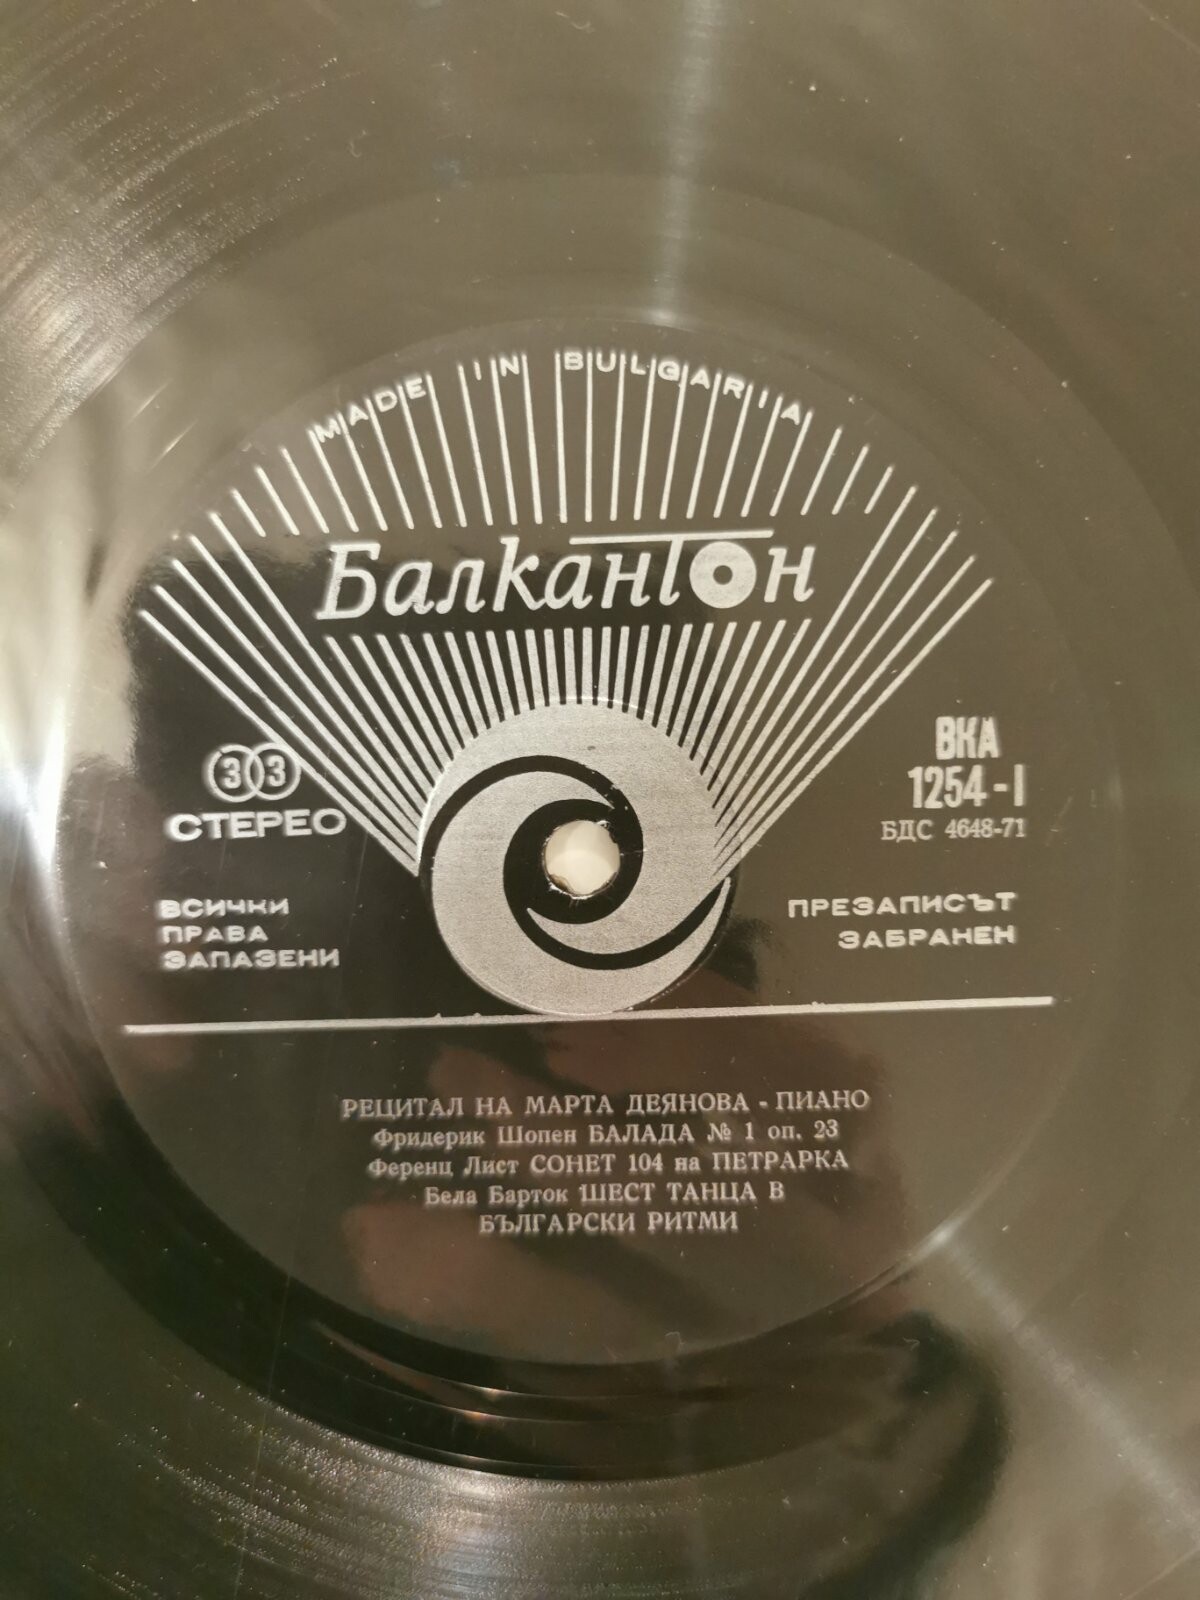 MADE IN BULGARIA
Балкантон
33
СТЕРЕО
ВКА
1254-I
БДС 4648-71
ВСИЧКИ
ПРАВА
ЗАПАЗЕНИ
ПРЕЗАПИСЪТ
ЗАБРАНЕН
РЕЦИТАЛ НА МАРТА ДЕЯНОВА - ПИАНО
Фридерик Шопен БАЛАДА № 1 оп. 23
Ференц Лист СОНЕТ 104 на ПЕТРАРКА
Бела Барток ШЕСТ ТАНЦА В
БЪЛГАРСКИ РИТМИ